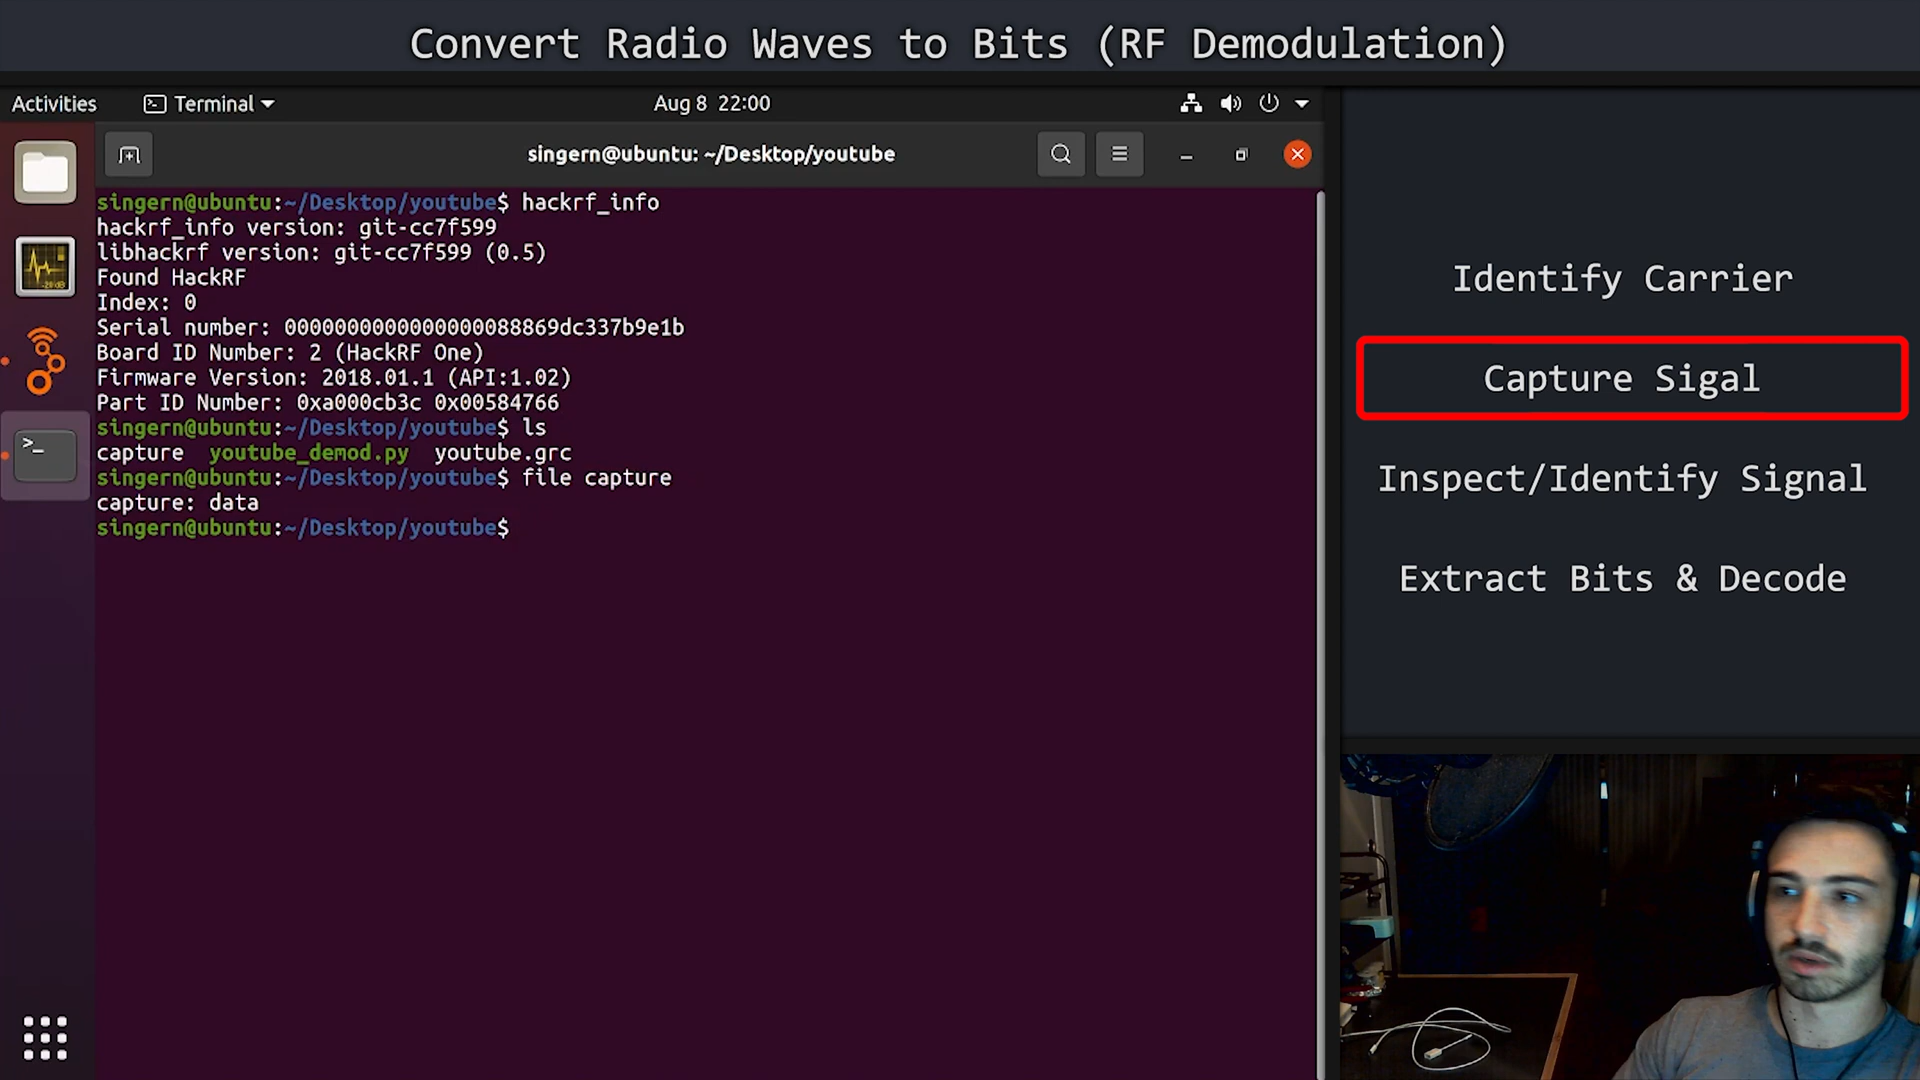 Convert Radio Waves to Bits (RF Demodulation)
Activities
Terminal
Aug 8 22:00
singern@ubuntu: ~/Desktop/youtube
singern@ubuntu:~/Desktop/youtube$ hackrf_info
hackrf_info version: git-cc7f599
libhackrf version: git-cc7f599 (0.5)
Found HackRF
Index: 0
Serial number: 0000000000000000088869dc337b9e1b
Board ID Number: 2 (HackRF One)
Firmware Version: 2018.01.1 (API:1.02)
Part ID Number: 0xa000cb3c 0x00584766
singern@ubuntu:~/Desktop/youtube$ ls
capture youtube_demod.py youtube.grc
singern@ubuntu:~/Desktop/youtube$ file capture
capture: data
singern@ubuntu:~/Desktop/youtube$
Identify Carrier
Capture Sigal
Inspect/Identify Signal
Extract Bits & Decode